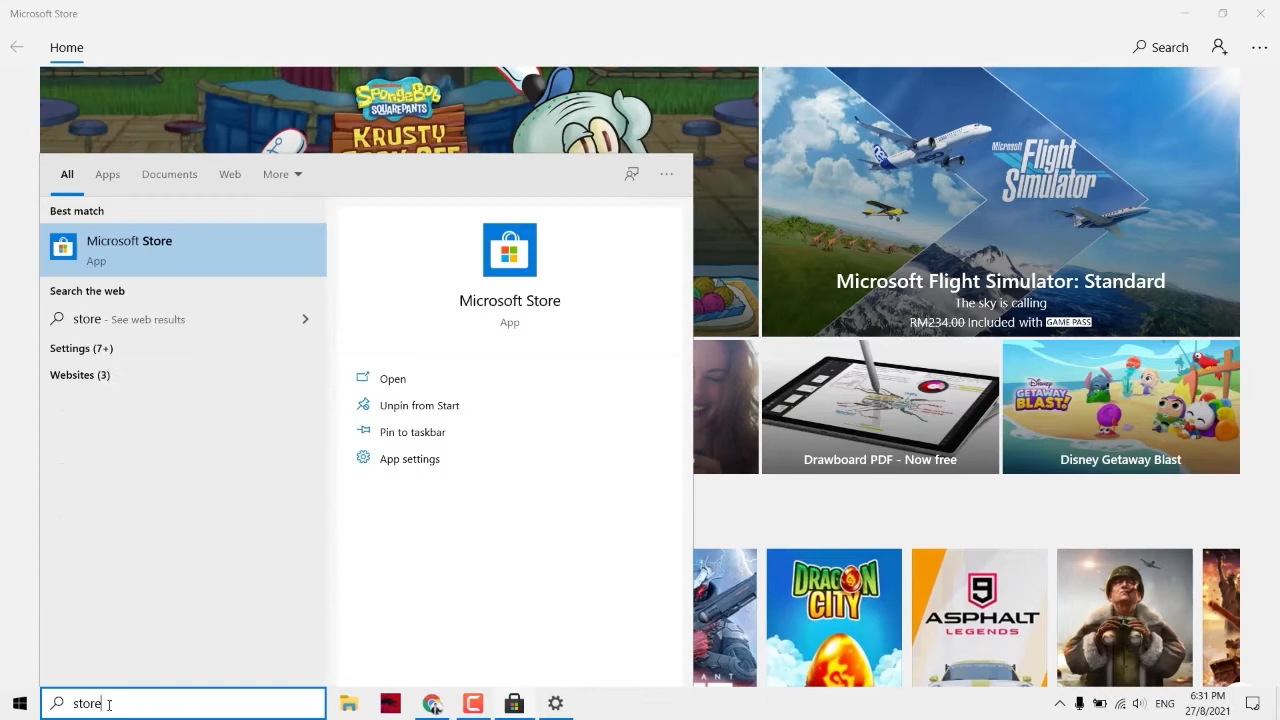 Microsoft Store
Home
Search
SPONGEBOB
SQUAREPANTS
KRUSTY
Microsoft
Flight
Simulator
Microsoft Flight Simulator: Standard
The sky is calling
RM234.00 Included with GAME PASS
All
Apps
Documents
Web
More
Best match
Microsoft Store
App
Search the web
store - See web results
Settings (7+)
Websites (3)
Microsoft Store
App
Open
Unpin from Start
Pin to taskbar
App settings
Drawboard PDF - Now free
Disney
GETAWAY
BLAST!
Disney Getaway Blast
DRAGON
CITY
9
ASPHALT
LEGENDS
store
ENG
6:31 PM
27/8/2021